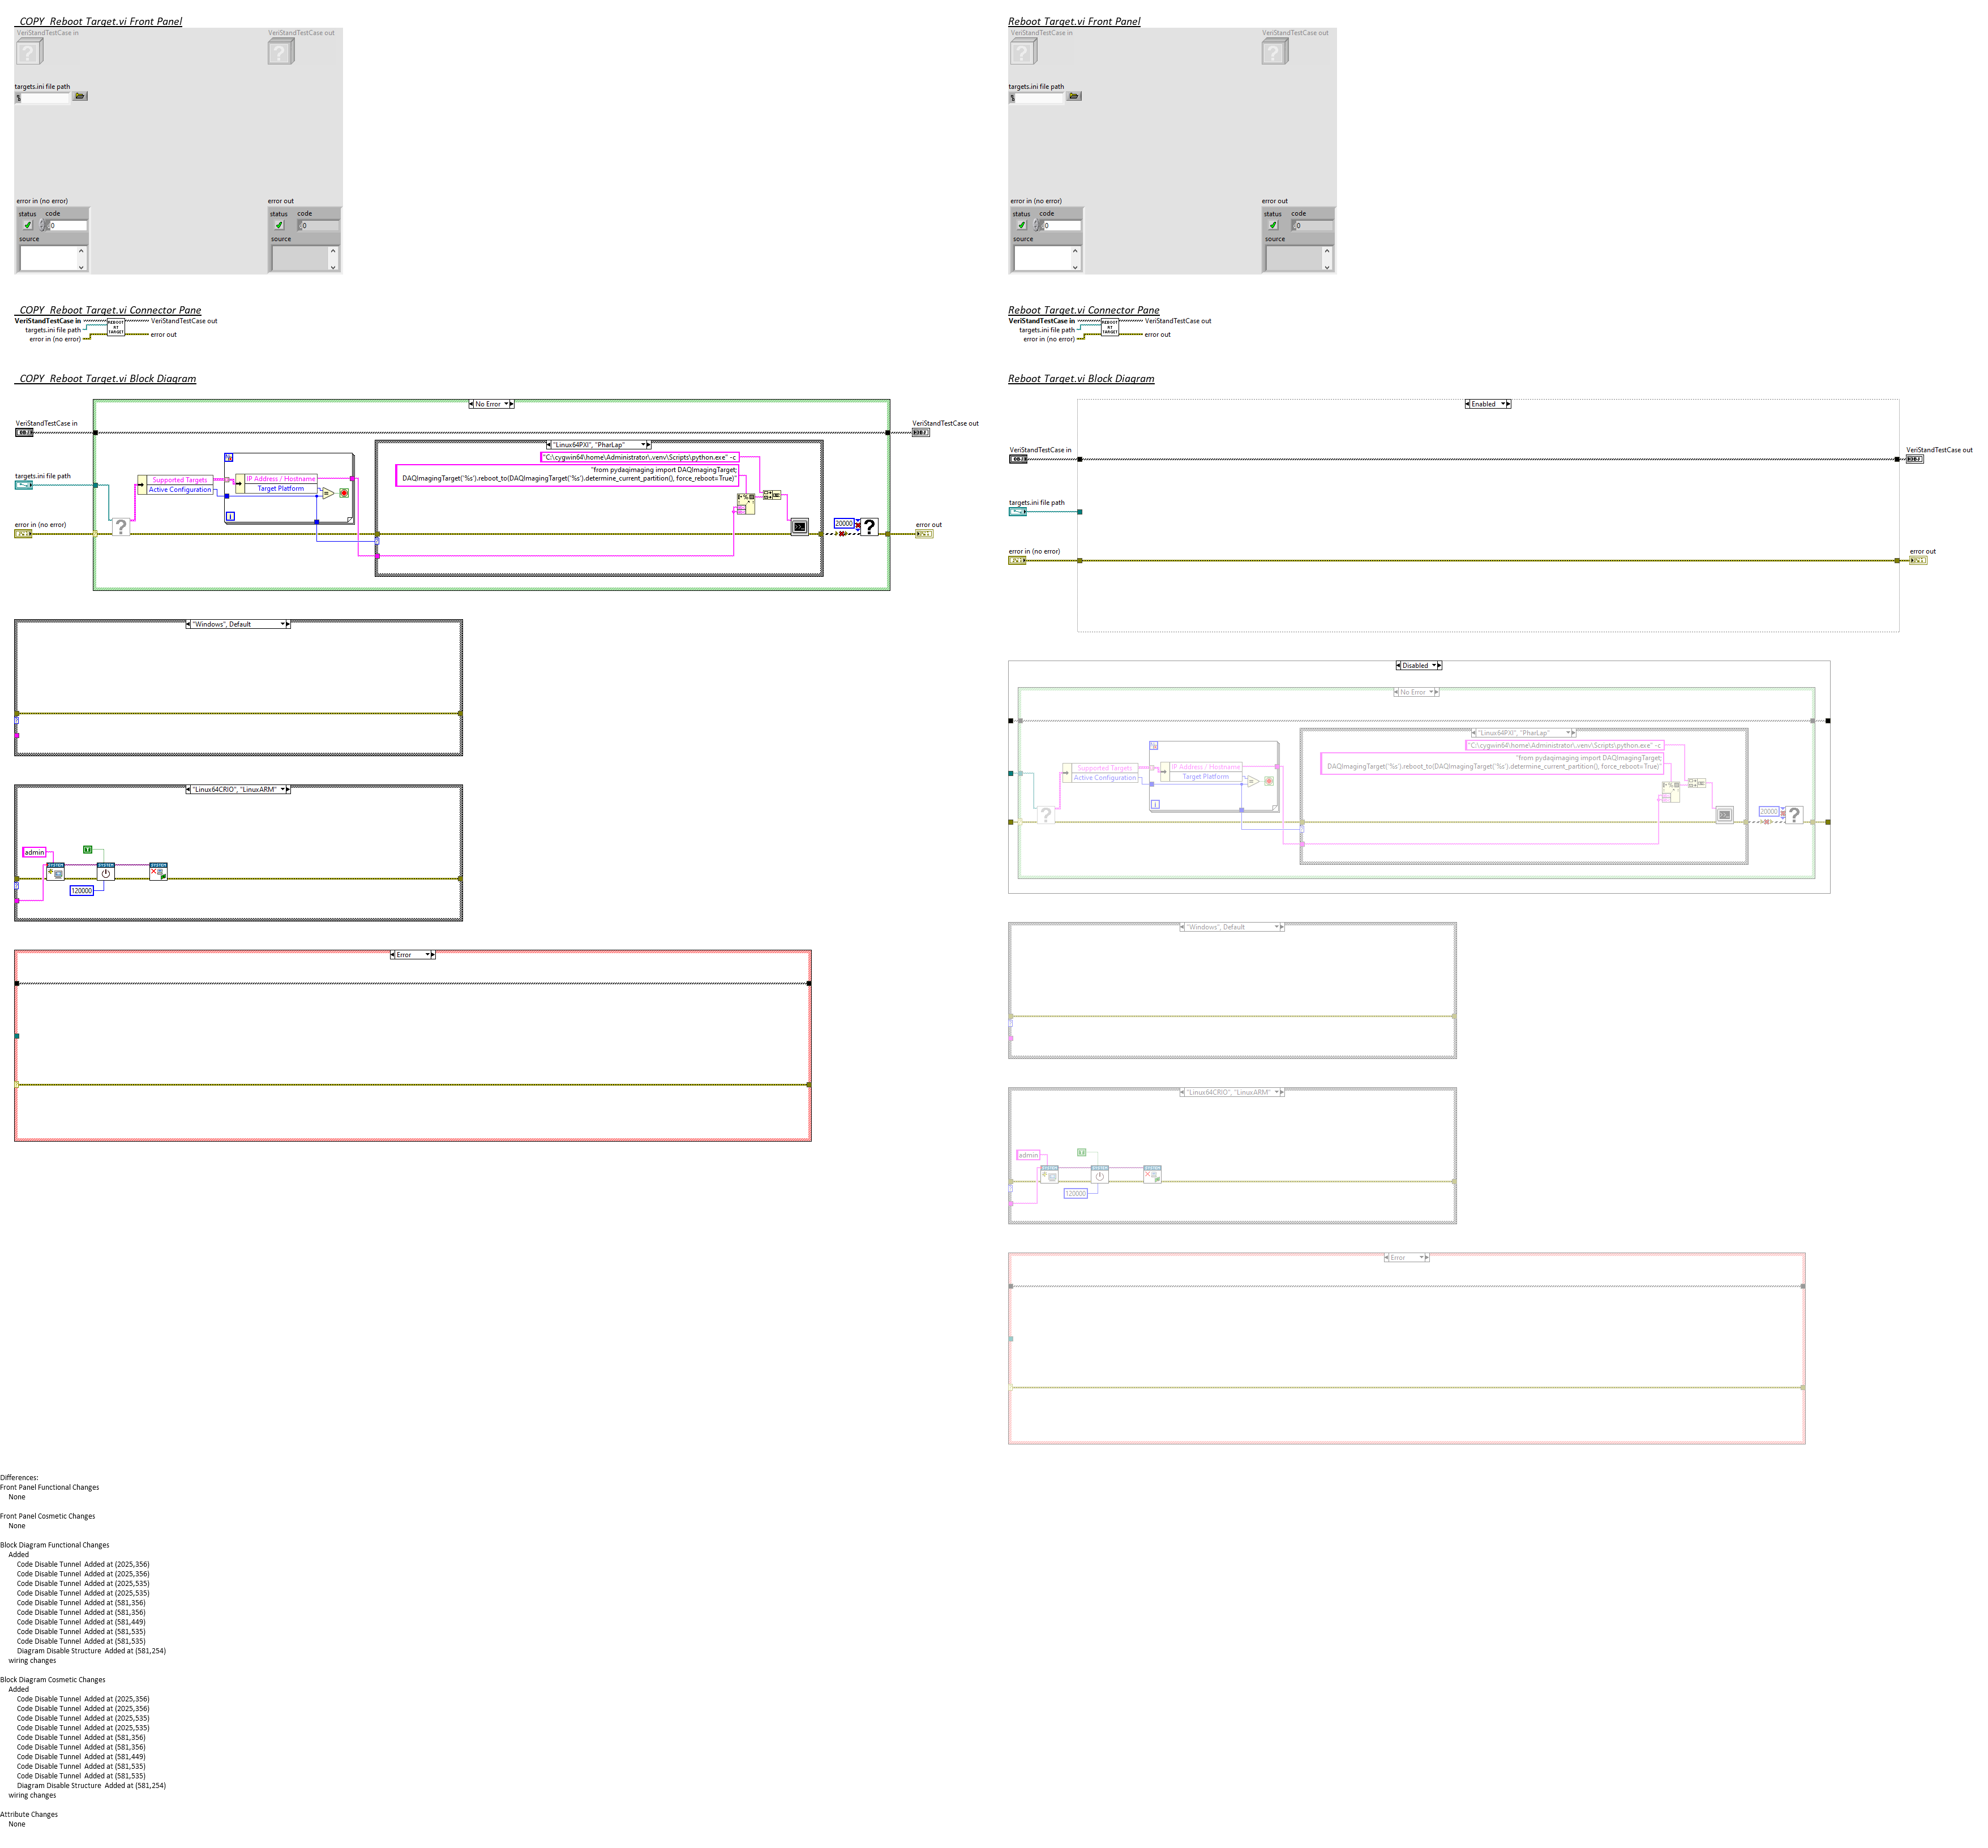 _COPY_Reboot Target.vi Front Panel
VeriStandTestCase in
VeriStandTestCase out
targets.ini file path
error in (no error)
error out
status
code
0
source
status
code
0
source
_COPY_Reboot Target.vi Connector Pane
VeriStandTestCase in
VeriStandTestCase out
REBOOT
RT
TARGET
targets.ini file path
error in (no error)
error out
_COPY_Reboot Target.vi Block Diagram
No Error
VeriStandTestCase in
VeriStandTestCase out
"Linux64PXI", "PharLap"
"C:\cygwin64\home\Administrator\.venv\Scripts\python.exe" -c
"from pydaqimaging import DAQImagingTarget;
DAQImagingTarget('%s').reboot_to(DAQImagingTarget('%s').determine_current_partition(), force_reboot=True)"
targets.ini file path
Supported Targets
Active Configuration
IP Address / Hostname
Target Platform
error in (no error)
20000
error out
"Windows", Default
"Linux64CRIO", "LinuxARM"
admin
120000
Error
Reboot Target.vi Front Panel
VeriStandTestCase in
VeriStandTestCase out
targets.ini file path
error in (no error)
error out
status
code
0
source
status
code
0
source
Reboot Target.vi Connector Pane
VeriStandTestCase in
VeriStandTestCase out
REBOOT
RT
TARGET
targets.ini file path
error in (no error)
error out
Reboot Target.vi Block Diagram
Enabled
VeriStandTestCase in
VeriStandTestCase out
targets.ini file path
error in (no error)
error out
Disabled
No Error
"Linux64PXI", "PharLap"
"C:\cygwin64\home\Administrator\.venv\Scripts\python.exe" -c
"from pydaqimaging import DAQImagingTarget;
DAQImagingTarget('%s').reboot_to(DAQImagingTarget('%s').determine_current_partition(), force_reboot=True)"
Supported Targets
Active Configuration
IP Address / Hostname
Target Platform
20000
"Windows", Default
"Linux64CRIO", "LinuxARM"
admin
120000
Error
Differences:
Front Panel Functional Changes
None
Front Panel Cosmetic Changes
None
Block Diagram Functional Changes
Added
Code Disable Tunnel  Added at (2025,356)
Code Disable Tunnel  Added at (2025,356)
Code Disable Tunnel  Added at (2025,535)
Code Disable Tunnel  Added at (2025,535)
Code Disable Tunnel  Added at (581,356)
Code Disable Tunnel  Added at (581,356)
Code Disable Tunnel  Added at (581,449)
Code Disable Tunnel  Added at (581,535)
Code Disable Tunnel  Added at (581,535)
Diagram Disable Structure  Added at (581,254)
wiring changes
Block Diagram Cosmetic Changes
Added
Code Disable Tunnel  Added at (2025,356)
Code Disable Tunnel  Added at (2025,356)
Code Disable Tunnel  Added at (2025,535)
Code Disable Tunnel  Added at (2025,535)
Code Disable Tunnel  Added at (581,356)
Code Disable Tunnel  Added at (581,356)
Code Disable Tunnel  Added at (581,449)
Code Disable Tunnel  Added at (581,535)
Code Disable Tunnel  Added at (581,535)
Diagram Disable Structure  Added at (581,254)
wiring changes
Attribute Changes
None